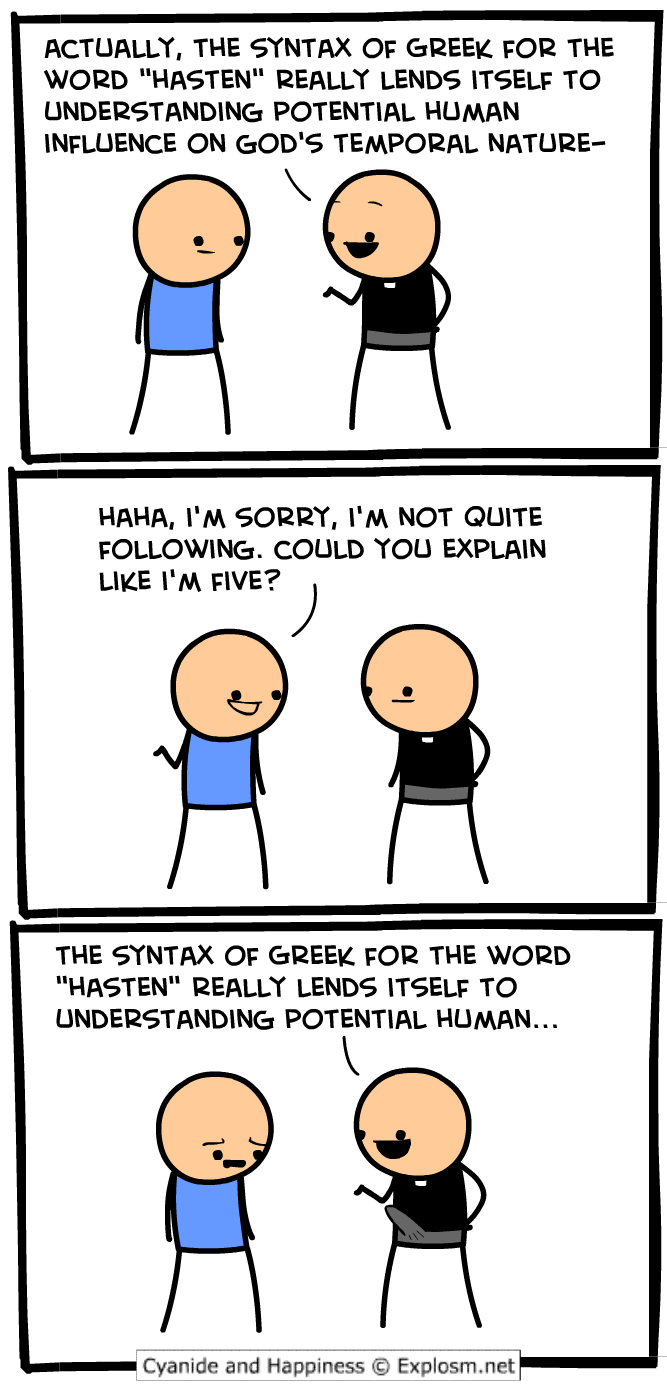 ACTUALLY, THE SYNTAX OF GREEK FOR THE
WORD "HASTEN" REALLY LENDS ITSELF TO
UNDERSTANDING POTENTIAL HUMAN
INFLUENCE ON GOD'S TEMPORAL NATURE-
HAHA, I'M SORRY, I'M NOT QUITE
FOLLOWING. COULD YOU EXPLAIN
LIKE I'M FIVE?
THE SYNTAX OF GREEK FOR THE WORD
"HASTEN" REALLY LENDS ITSELF TO
UNDERSTANDING POTENTIAL HUMAN...
Cyanide and Happiness © Explosm.net